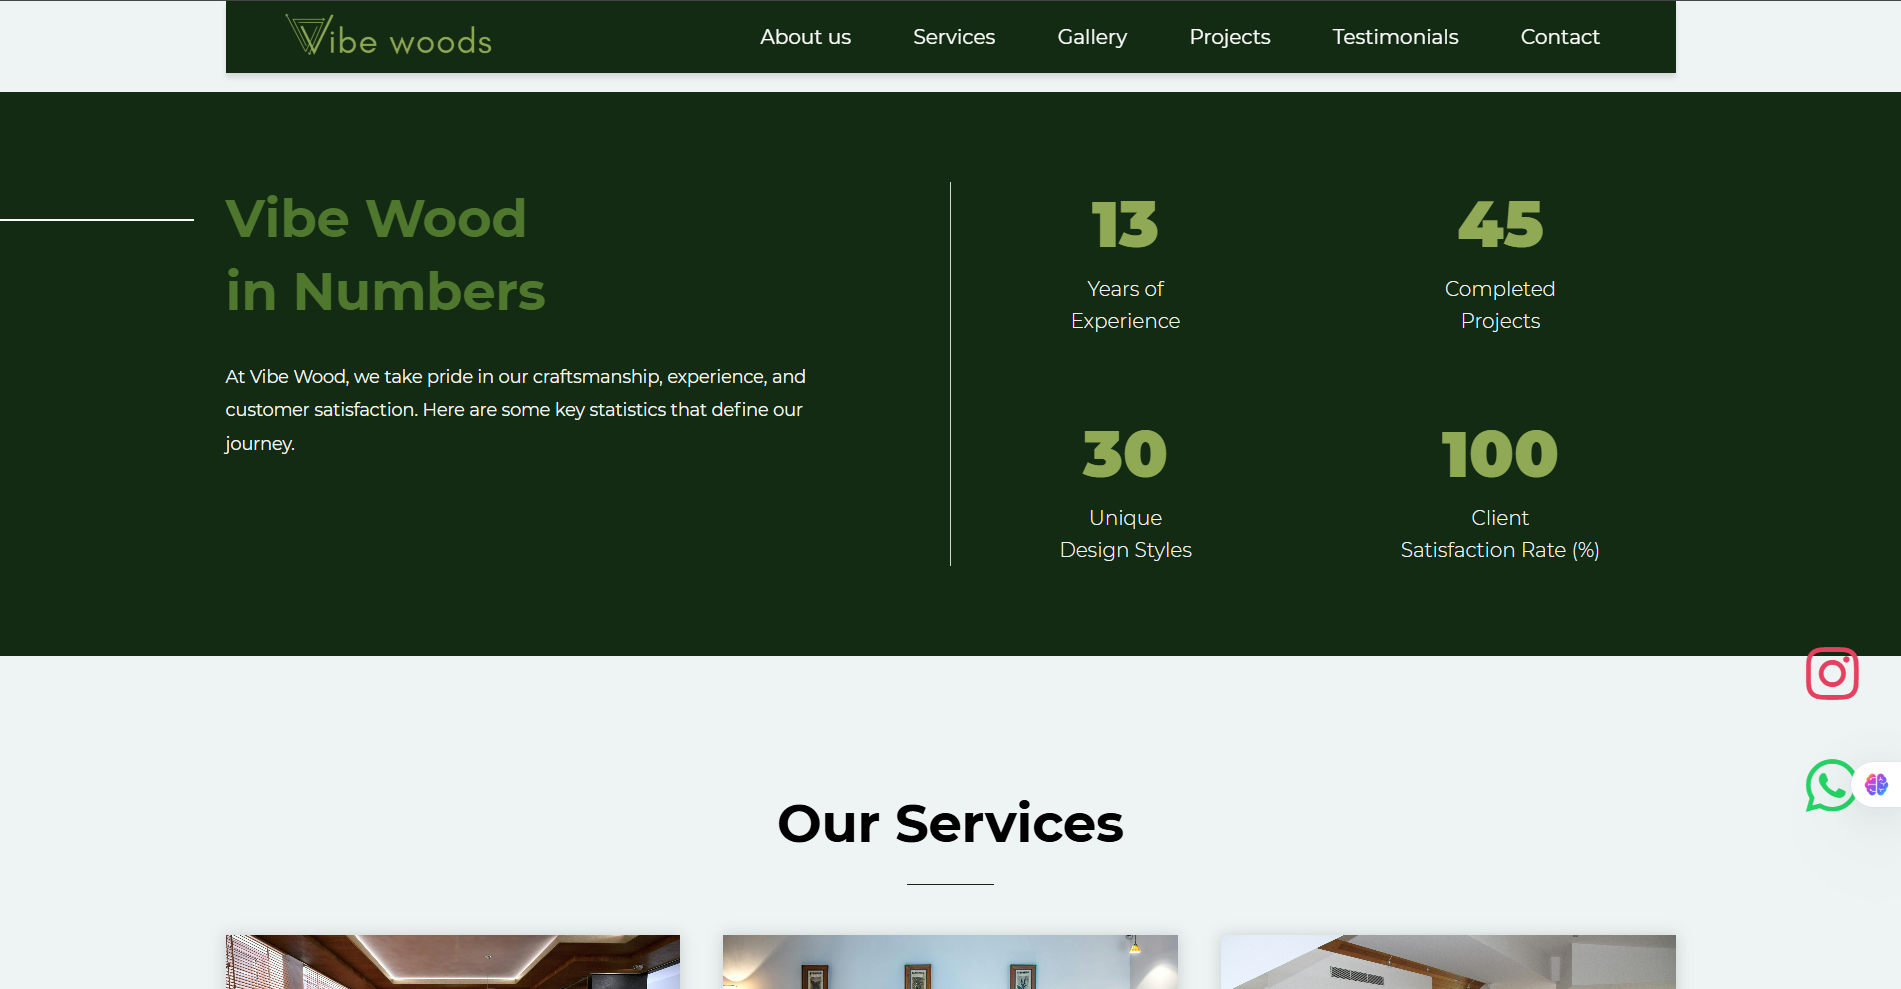 Vibe woods
About us
Services
Gallery
Projects
Testimonials
Contact
Vibe Wood
in Numbers
At Vibe Wood, we take pride in our craftsmanship, experience, and
customer satisfaction. Here are some key statistics that define our
journey.
13
Years of
Experience
45
Completed
Projects
30
Unique
Design Styles
100
Client
Satisfaction Rate (%)
Our Services